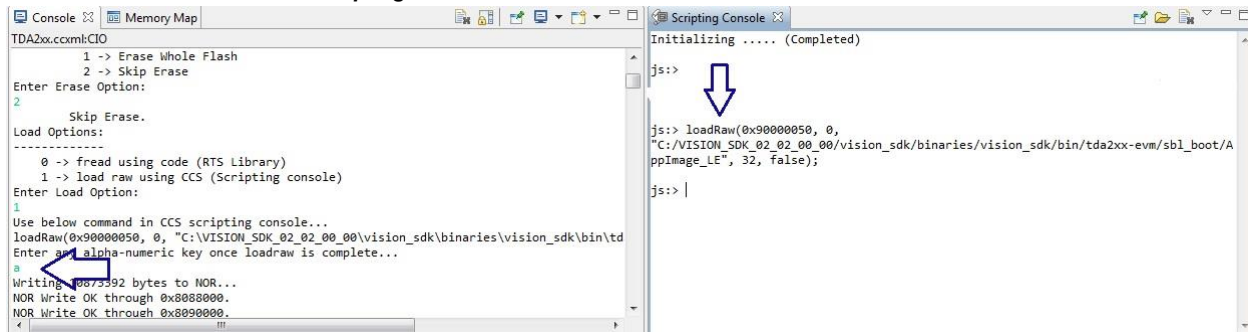 Console
Memory Map
TDA2xx.ccxml:CIO
1 -> Erase Whole Flash
2 -> Skip Erase
Enter Erase Option:
2
Skip Erase.
Load Options:
-------------
0 -> fread using code (RTS Library)
1 -> load raw using CCS (Scripting console)
Enter Load Option:
1
Use below command in CCS scripting console...
loadRaw(0x90000050, 0, "C:\VISION_SDK_02_02_00_00\vision_sdk\binaries\vision_sdk\bin\td
Enter any alpha-numeric key once loadraw is complete...
a
Writing 10873392 bytes to NOR...
NOR Write OK through 0x8088000.
NOR Write OK through 0x8090000.
Scripting Console
Initializing ..... (Completed)
js:>
js:> loadRaw(0x90000050, 0,
"C:/VISION_SDK_02_02_00_00/vision_sdk/binaries/vision_sdk/bin/tda2xx-evm/sbl_boot/A
ppImage_LE", 32, false);
js:>